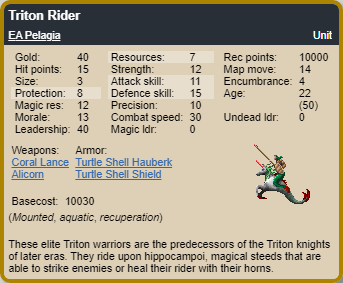 Triton Rider
EA Pelagia Unit
Gold: 40 Resources: 7 Rec points: 10000
Hit points: 15 Strength: 12 Map move: 14
Size: 3 Attack skill: 11 Encumbrance: 4
Protection: 8 Defence skill: 15 Age: 22
Magic res: 12 Precision: 10 (50)
Morale: 13 Combat speed: 30 Undead ldr: 0
Leadership: 40 Magic ldr: 0
Weapons: Armor:
Coral Lance Turtle Shell Hauberk
Alicorn Turtle Shell Shield
Basecost: 10030
(Mounted, aquatic, recuperation)
These elite Triton warriors are the predecessors of the Triton knights
of later eras. They ride upon hippocampoi, magical steeds that are
able to strike enemies or heal their rider with their horns.